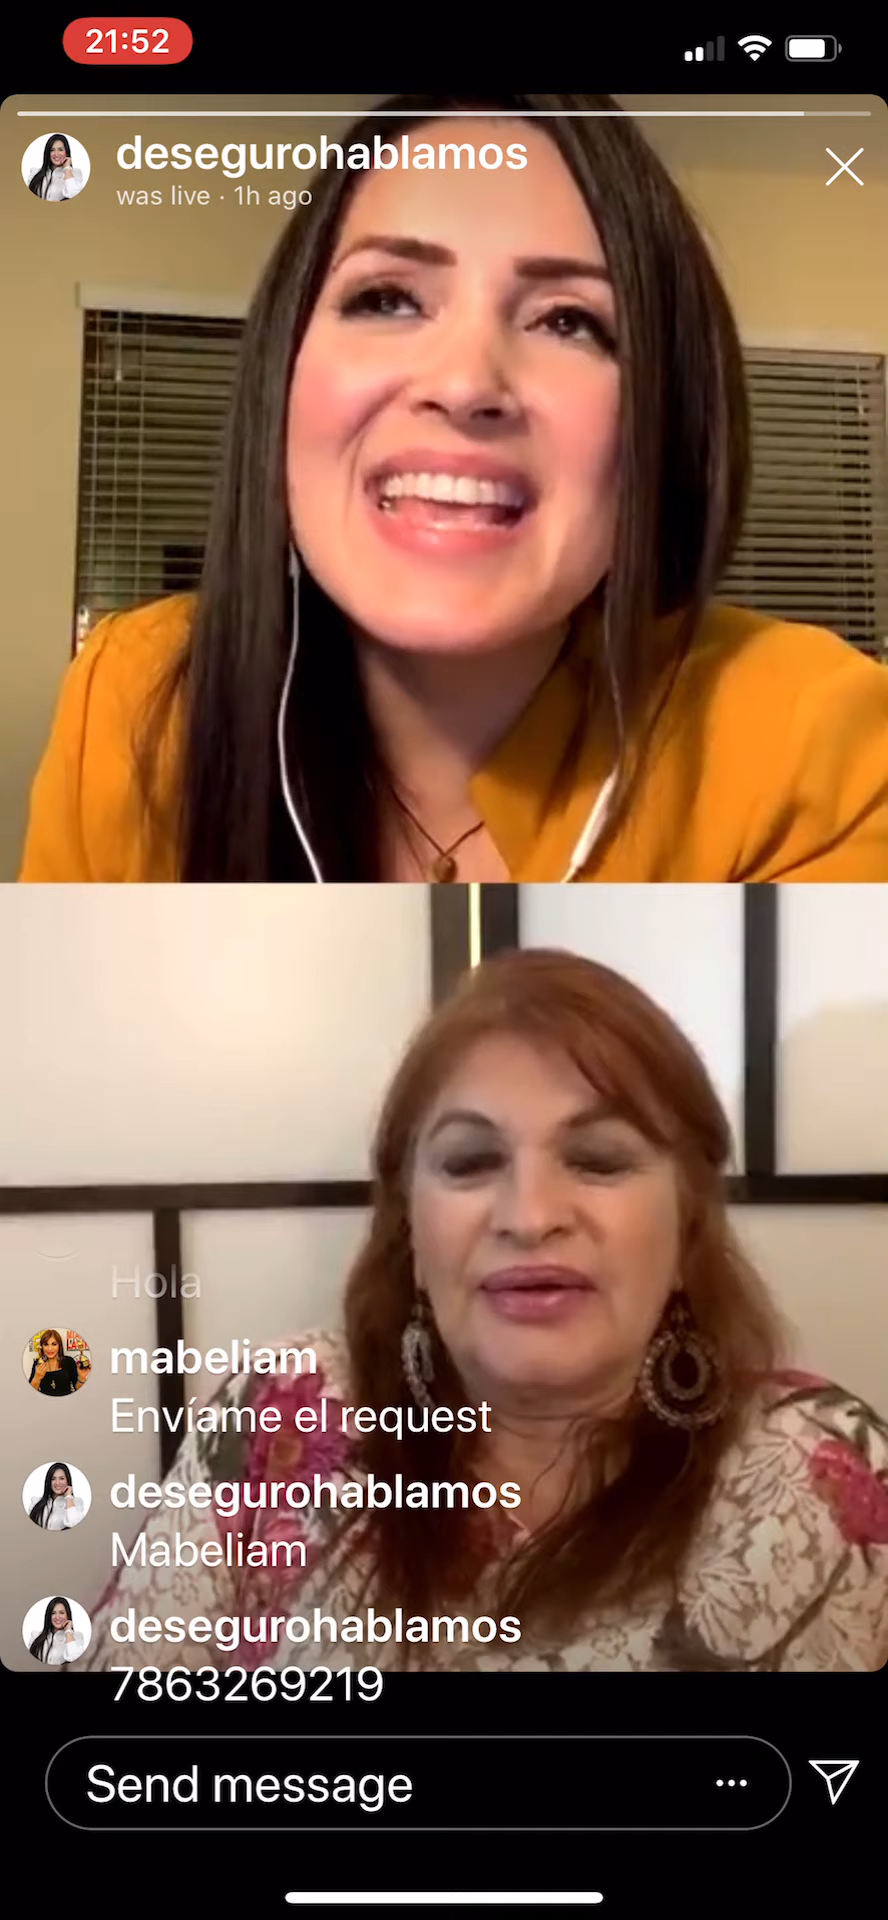 21:52
desegurohablamos
was live · 1h ago
Hola
mabeliam
Envíame el request
desegurohablamos
Mabeliam
desegurohablamos
7863269219
Send message